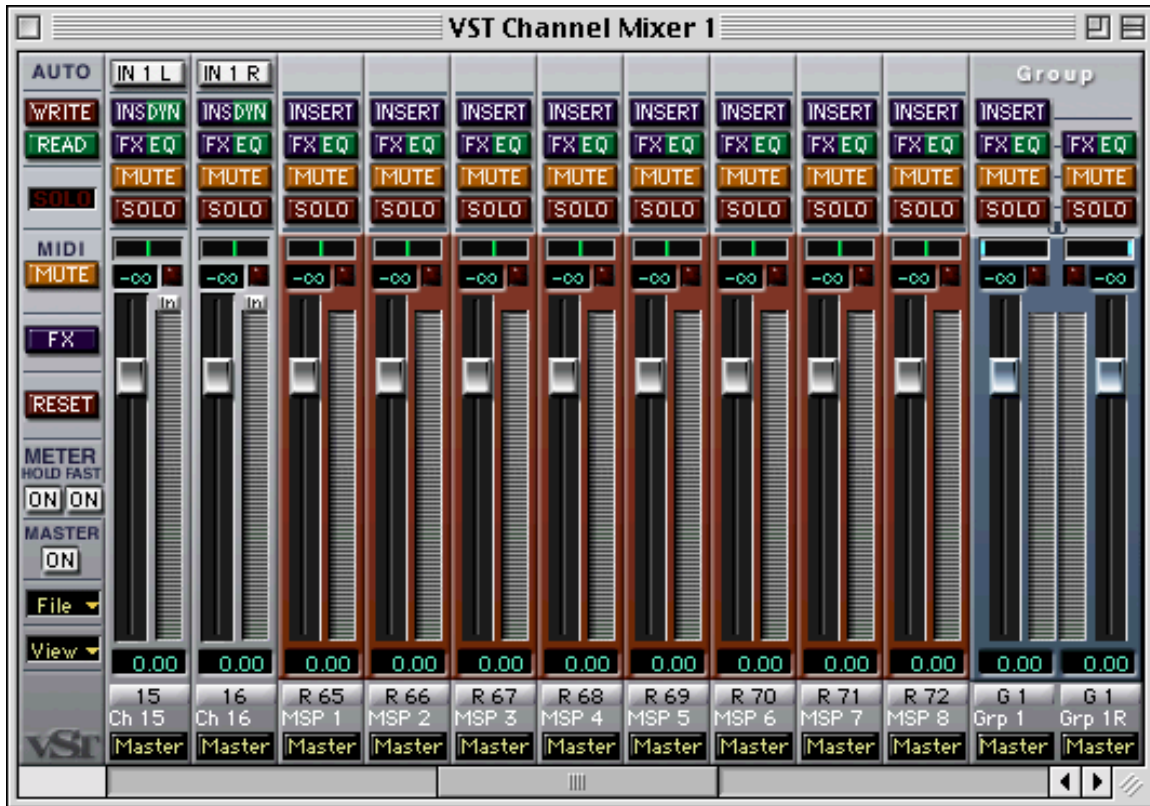 VST Channel Mixer 1
AUTO IN 1 L IN 1 R Group
WRITE INS DYN INS DYN INSERT INSERT INSERT INSERT INSERT INSERT INSERT INSERT INSERT
READ FX EQ FX EQ FX EQ FX EQ FX EQ FX EQ FX EQ FX EQ FX EQ FX EQ FX EQ FX EQ
MUTE MUTE MUTE MUTE MUTE MUTE MUTE MUTE MUTE MUTE MUTE MUTE
SOLO SOLO SOLO SOLO SOLO SOLO SOLO SOLO SOLO SOLO SOLO SOLO SOLO
MIDI
MUTE -∞ -∞ -∞ -∞ -∞ -∞ -∞ -∞ -∞ -∞ -∞ -∞
In In
FX
RESET
METER
HOLD FAST
ON ON
MASTER
ON
File
View
0.00 0.00 0.00 0.00 0.00 0.00 0.00 0.00 0.00 0.00 0.00 0.00
15 16 R 65 R 66 R 67 R 68 R 69 R 70 R 71 R 72 G 1 G 1
Ch 15 Ch 16 MSP 1 MSP 2 MSP 3 MSP 4 MSP 5 MSP 6 MSP 7 MSP 8 Grp 1 Grp 1R
vst Master Master Master Master Master Master Master Master Master Master Master Master